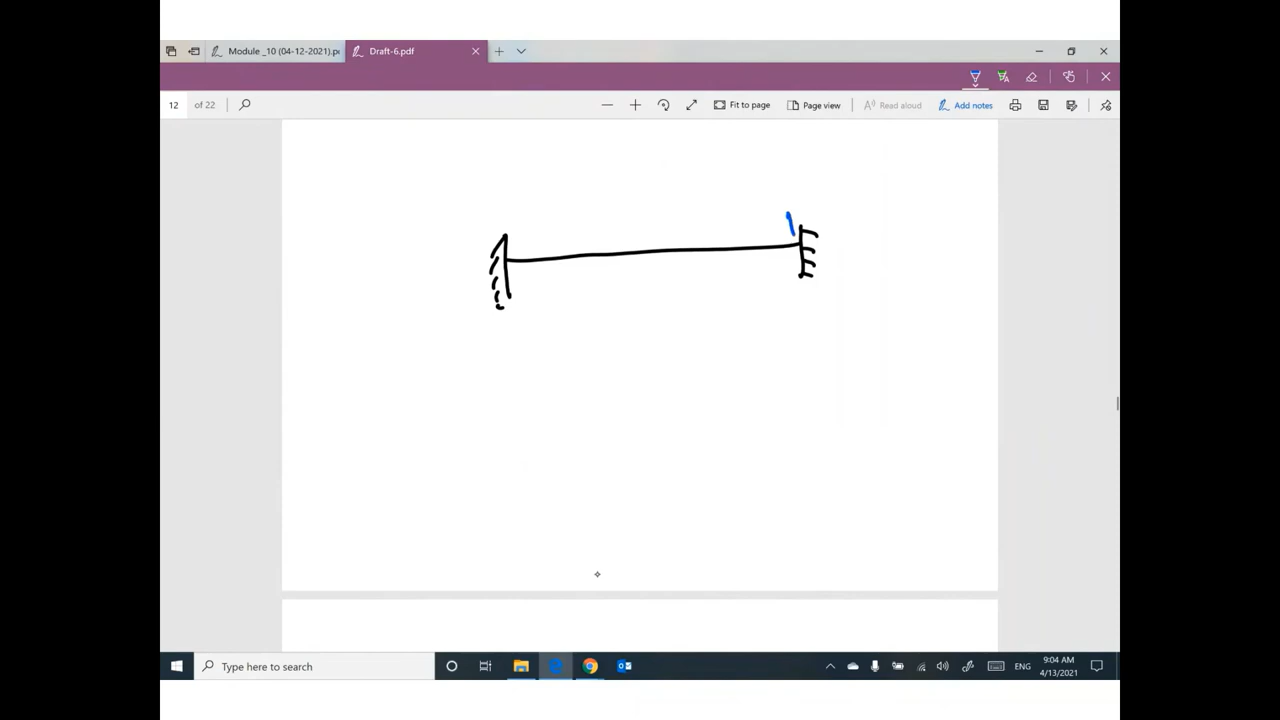 Module _10 (04-12-2021).p
Draft-6.pdf
12 of 22
Fit to page
Page view
Read aloud
Add notes
Type here to search
ENG
9:04 AM
4/13/2021